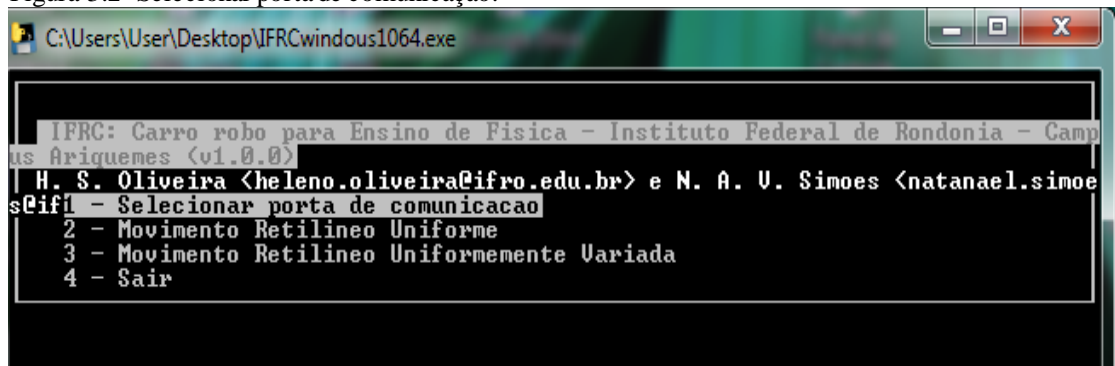 Figura 5.2- Selecionar porta de comunicação.
C:\Users\User\Desktop\IFRCwindous1064.exe
IFRC: Carro robo para Ensino de Fisica - Instituto Federal de Rondonia - Camp
us Ariquemes (v1.0.0)
H. S. Oliveira <heleno.oliveira@ifro.edu.br> e N. A. V. Simoes <natanael.simoe
s@if1 - Selecionar porta de comunicacao
2 - Movimento Retilineo Uniforme
3 - Movimento Retilineo Uniformemente Variada
4 - Sair